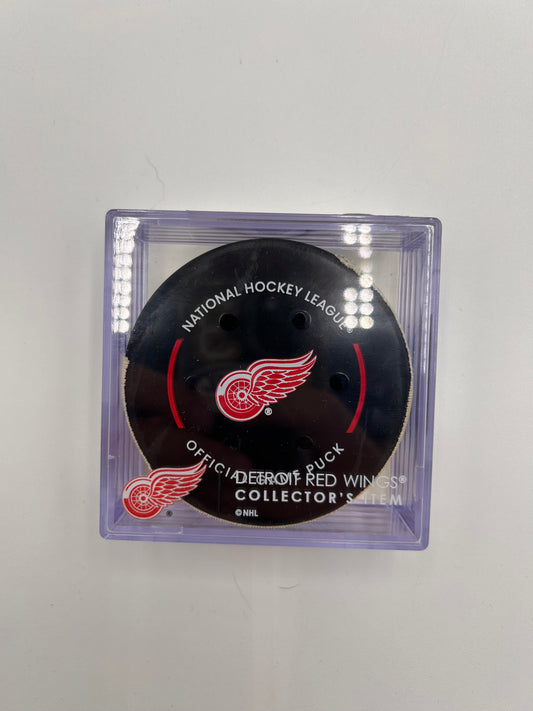 NATIONAL HOCKEY LEAGUE®
®
OFFICIAL GAME PUCK
DETROIT RED WINGS®
COLLECTOR'S ITEM
©NHL